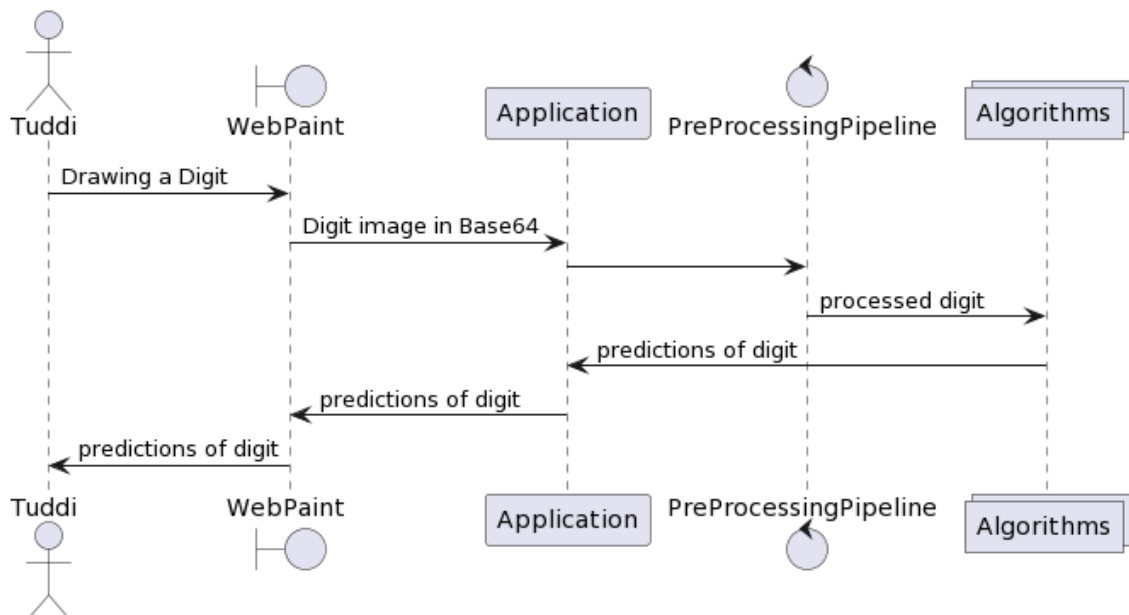 Tuddi
WebPaint
Application
PreProcessingPipeline
Algorithms
Drawing a Digit
Digit image in Base64
processed digit
predictions of digit
predictions of digit
predictions of digit
Tuddi
WebPaint
Application
PreProcessingPipeline
Algorithms